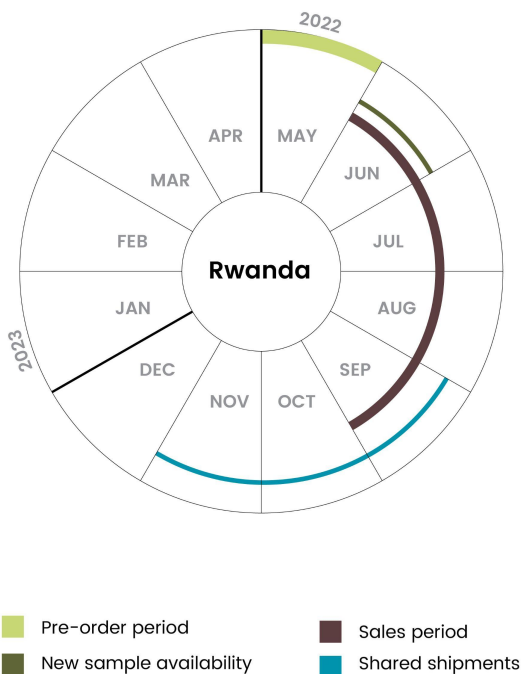 2022
APR
MAY
MAR
JUN
FEB
JUL
Rwanda
JAN
AUG
2023
DEC
SEP
NOV
OCT
Pre-order period
Sales period
New sample availability
Shared shipments